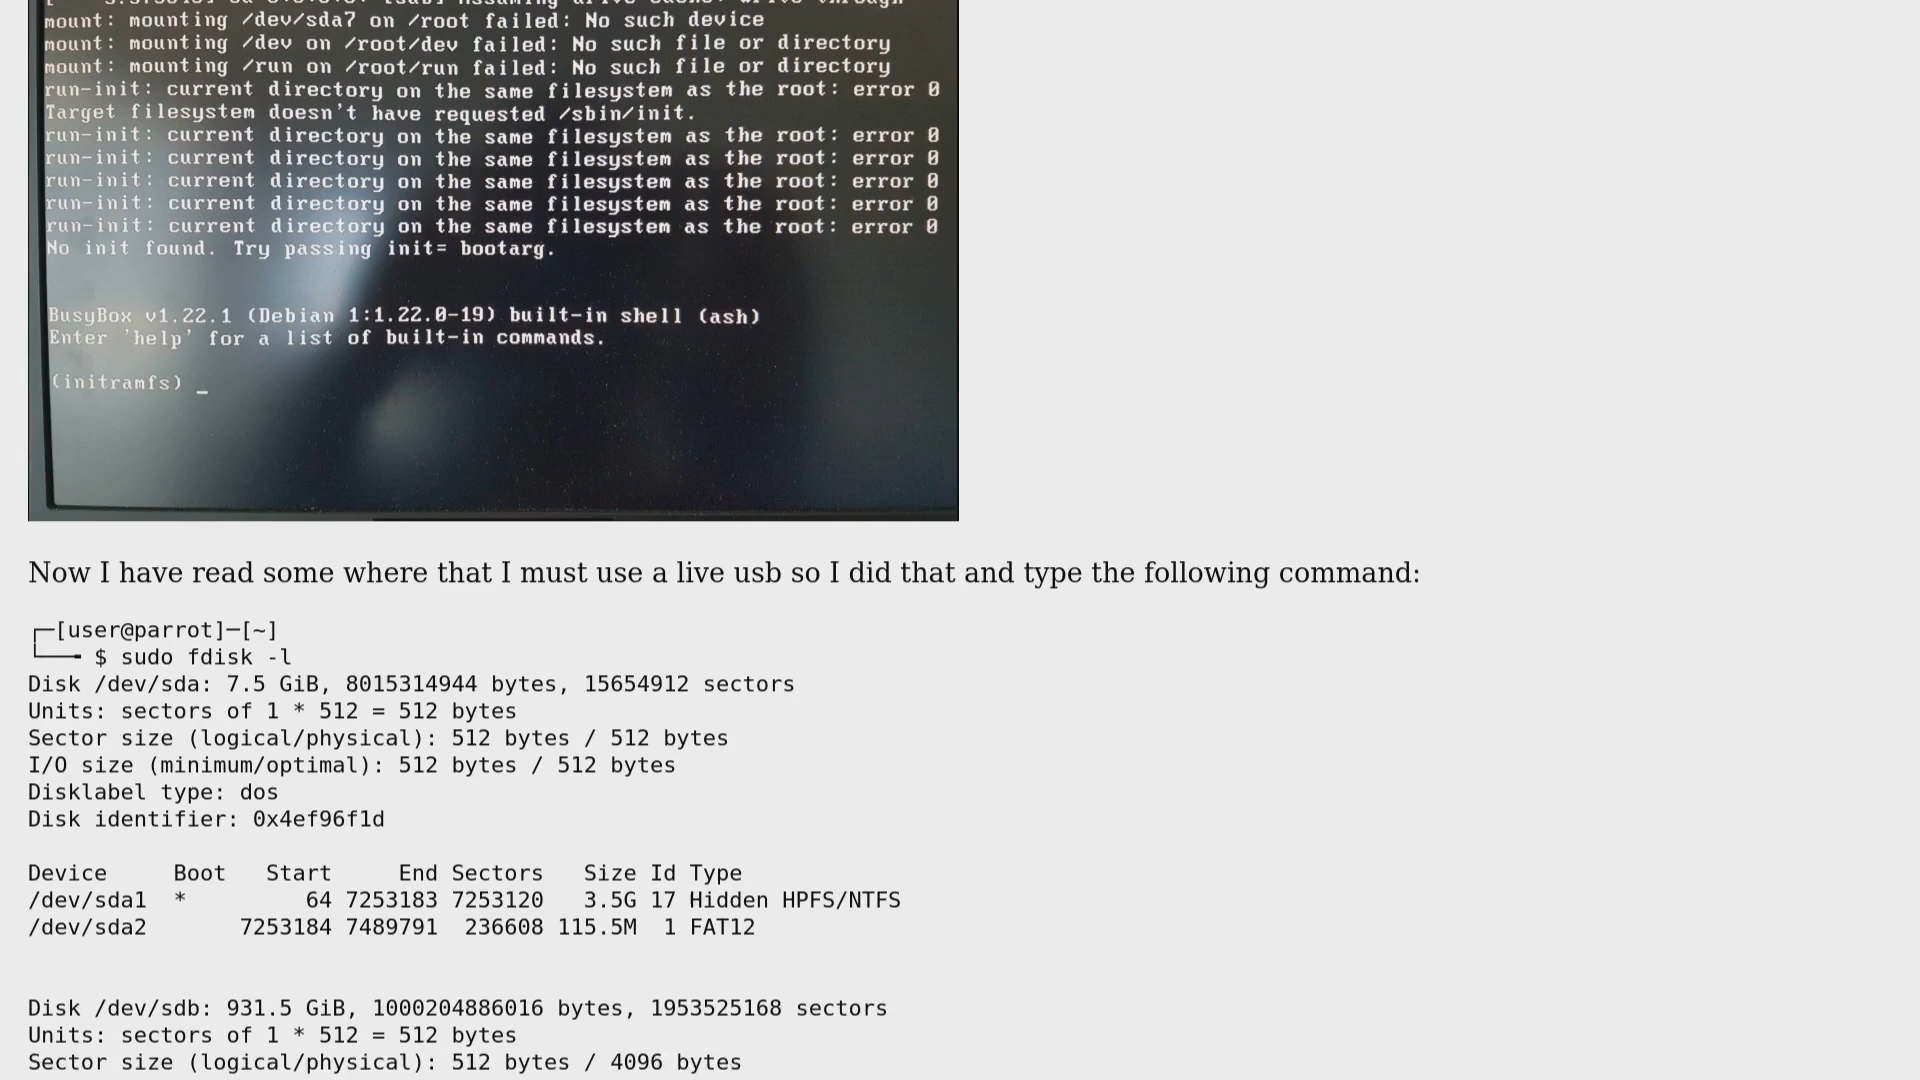 mount: mounting /dev/sda7 on /root failed: No such device
mount: mounting /dev on /root/dev failed: No such file or directory
mount: mounting /run on /root/run failed: No such file or directory
run-init: current directory on the same filesystem as the root: error 0
Target filesystem doesn't have requested /sbin/init.
run-init: current directory on the same filesystem as the root: error 0
run-init: current directory on the same filesystem as the root: error 0
run-init: current directory on the same filesystem as the root: error 0
run-init: current directory on the same filesystem as the root: error 0
run-init: current directory on the same filesystem as the root: error 0
No init found. Try passing init= bootarg.
BusyBox v1.22.1 (Debian 1:1.22.0-19) built-in shell (ash)
Enter 'help' for a list of built-in commands.
(initramfs) _
Now I have read some where that I must use a live usb so I did that and type the following command:
┌─[user@parrot]─[~]
└──╼ $ sudo fdisk -l
Disk /dev/sda: 7.5 GiB, 8015314944 bytes, 15654912 sectors
Units: sectors of 1 * 512 = 512 bytes
Sector size (logical/physical): 512 bytes / 512 bytes
I/O size (minimum/optimal): 512 bytes / 512 bytes
Disklabel type: dos
Disk identifier: 0x4ef96f1d
Device     Boot   Start     End Sectors   Size Id Type
/dev/sda1  *         64 7253183 7253120   3.5G 17 Hidden HPFS/NTFS
/dev/sda2       7253184 7489791  236608 115.5M  1 FAT12
Disk /dev/sdb: 931.5 GiB, 1000204886016 bytes, 1953525168 sectors
Units: sectors of 1 * 512 = 512 bytes
Sector size (logical/physical): 512 bytes / 4096 bytes